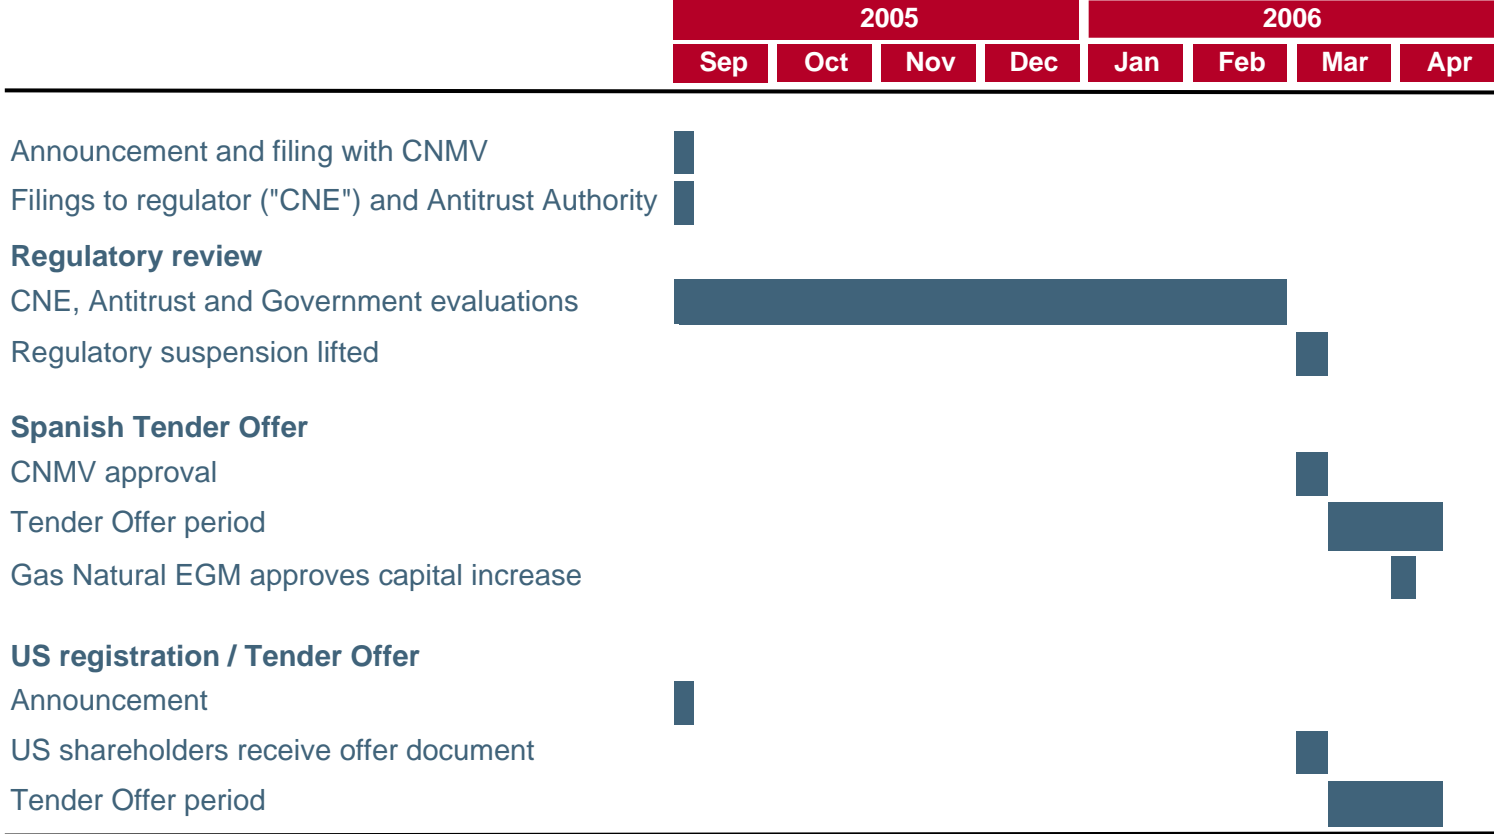 2005 2006
Sep Oct Nov Dec Jan Feb Mar Apr
Announcement and filing with CNMV
Filings to regulator ("CNE") and Antitrust Authority
Regulatory review
CNE, Antitrust and Government evaluations
Regulatory suspension lifted
Spanish Tender Offer
CNMV approval
Tender Offer period
Gas Natural EGM approves capital increase
US registration / Tender Offer
Announcement
US shareholders receive offer document
Tender Offer period